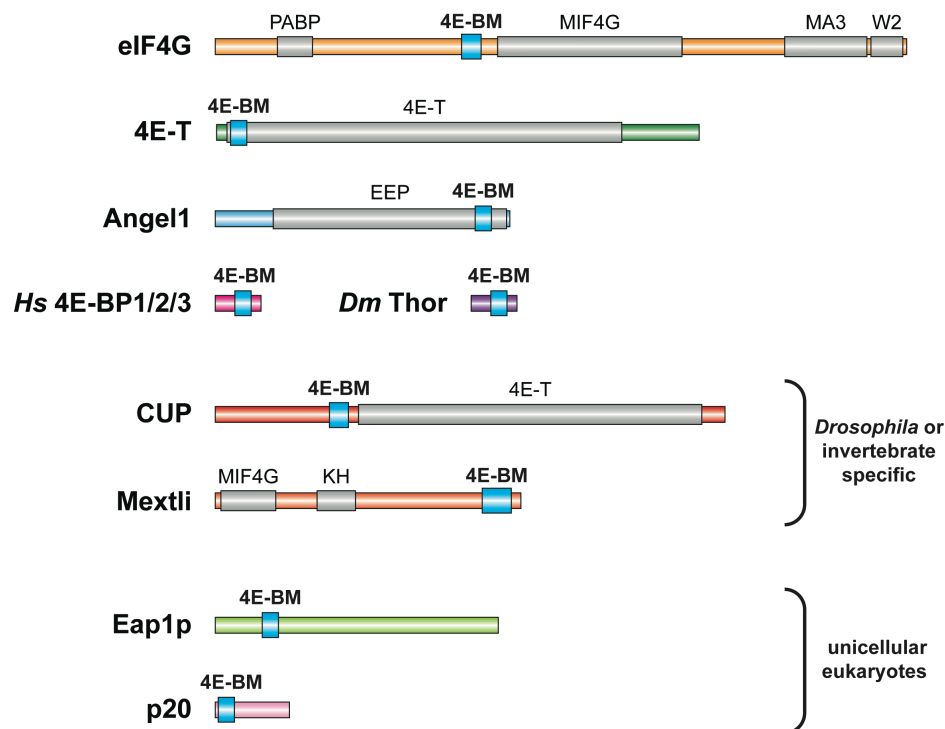 PABP 4E-BM MIF4G MA3 W2
eIF4G
4E-BM 4E-T
4E-T
EEP 4E-BM
Angel1
4E-BM 4E-BM
Hs 4E-BP1/2/3 Dm Thor
4E-BM 4E-T
CUP
MIF4G KH 4E-BM
Mextli
Drosophila or
invertebrate
specific
4E-BM
Eap1p
4E-BM
p20
unicellular
eukaryotes